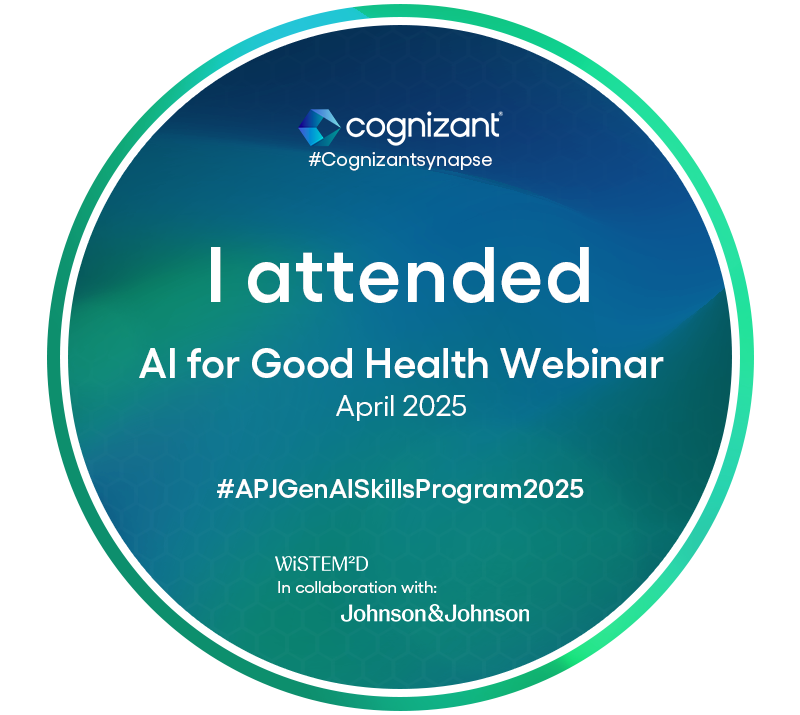 cognizant®
#Cognizantsynapse
I attended
AI for Good Health Webinar
April 2025
#APJGenAISkillsProgram2025
WiSTEM²D
In collaboration with:
Johnson&Johnson